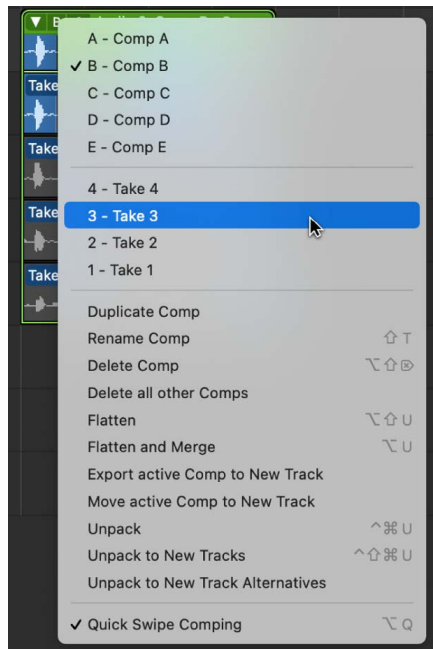 A - Comp A
✓ B - Comp B
C - Comp C
D - Comp D
E - Comp E
4 - Take 4
Take
3 - Take 3
Take
2 - Take 2
Take
1 - Take 1
Take
Duplicate Comp
Rename Comp ⇧ T
Delete Comp ⌥ ⇧ ⌦
Delete all other Comps
Flatten ⌥ ⇧ U
Flatten and Merge ⌥ U
Export active Comp to New Track
Move active Comp to New Track
Unpack ^ ⌘ U
Unpack to New Tracks ^ ⇧ ⌘ U
Unpack to New Track Alternatives
✓ Quick Swipe Comping ⌥ Q